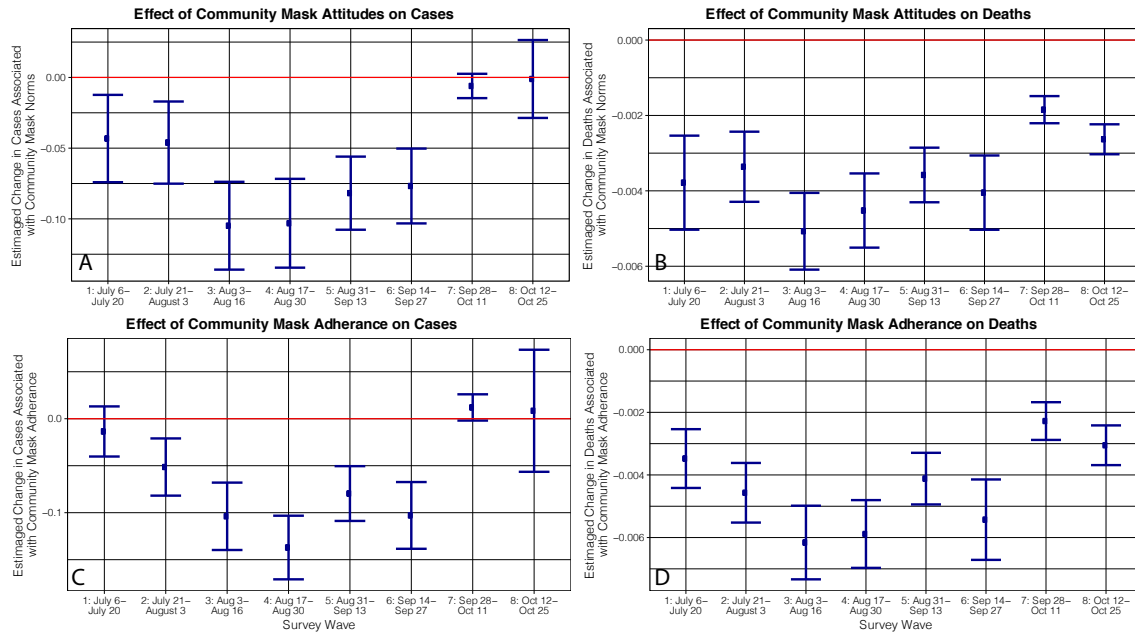 Effect of Community Mask Attitudes on Cases
Estimaged Change in Cases Associated
with Community Mask Norms
0.00
−0.05
−0.10
A
1: July 6−
July 20
2: July 21−
August 3
3: Aug 3−
Aug 16
4: Aug 17−
Aug 30
5: Aug 31−
Sep 13
6: Sep 14−
Sep 27
7: Sep 28−
Oct 11
8: Oct 12−
Oct 25
Effect of Community Mask Attitudes on Deaths
Estimaged Change in Deaths Associated
with Community Mask Norms
0.000
−0.002
−0.004
−0.006
B
1: July 6−
July 20
2: July 21−
August 3
3: Aug 3−
Aug 16
4: Aug 17−
Aug 30
5: Aug 31−
Sep 13
6: Sep 14−
Sep 27
7: Sep 28−
Oct 11
8: Oct 12−
Oct 25
Effect of Community Mask Adherance on Cases
Estimaged Change in Cases Associated
with Community Mask Adherance
0.0
−0.1
C
1: July 6−
July 20
2: July 21−
August 3
3: Aug 3−
Aug 16
4: Aug 17−
Aug 30
5: Aug 31−
Sep 13
6: Sep 14−
Sep 27
7: Sep 28−
Oct 11
8: Oct 12−
Oct 25
Survey Wave
Effect of Community Mask Adherance on Deaths
Estimaged Change in Deaths Associated
with Community Mask Adherance
0.000
−0.002
−0.004
−0.006
D
1: July 6−
July 20
2: July 21−
August 3
3: Aug 3−
Aug 16
4: Aug 17−
Aug 30
5: Aug 31−
Sep 13
6: Sep 14−
Sep 27
7: Sep 28−
Oct 11
8: Oct 12−
Oct 25
Survey Wave